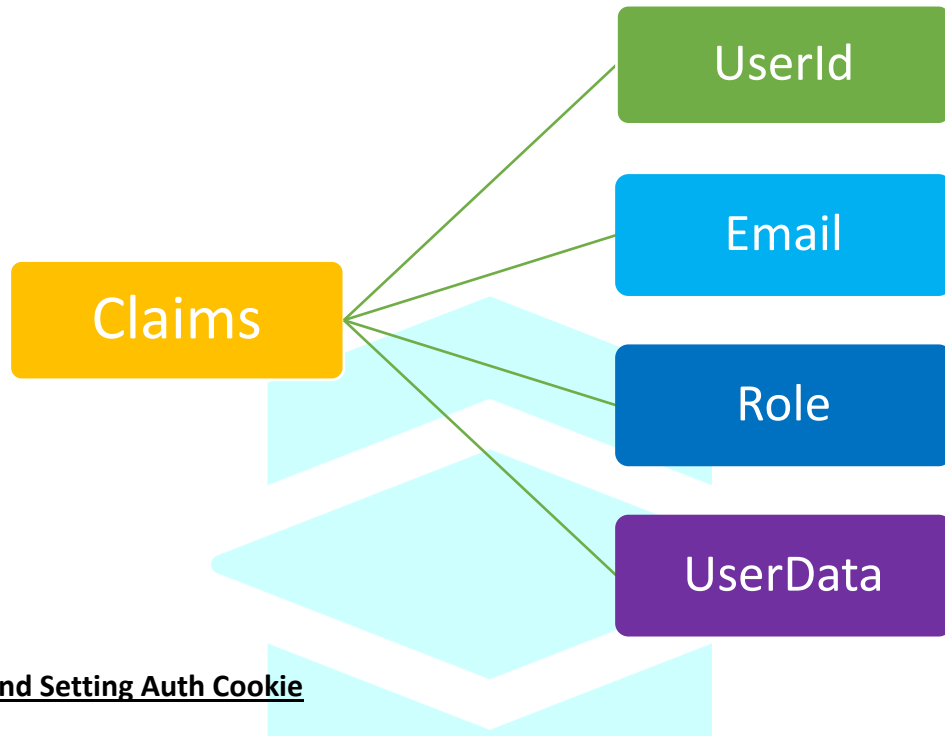 UserId
Email
Claims
Role
UserData
nd Setting Auth Cookie